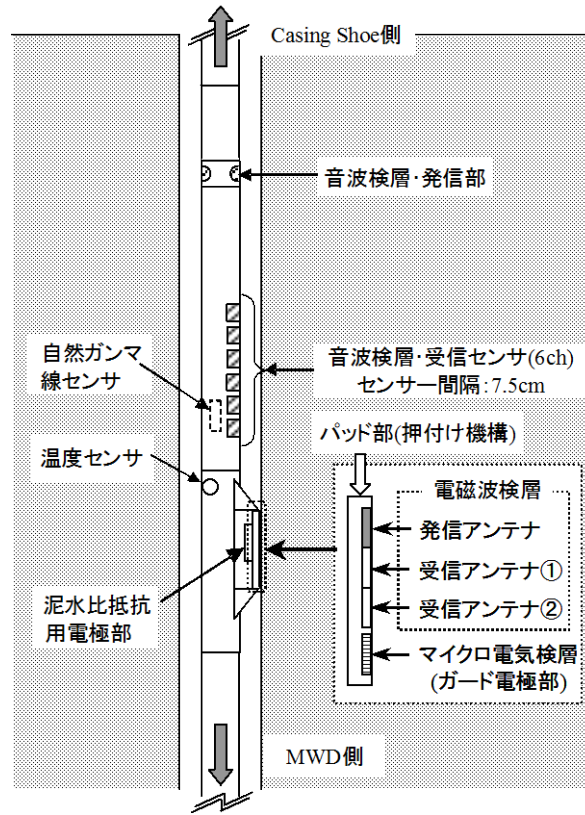 Casing Shoe側
音波検層・発信部
自然ガンマ
線センサ
音波検層・受信センサ(6ch)
センサー間隔：7.5cm
パッド部(押付け機構)
温度センサ
電磁波検層
発信アンテナ
受信アンテナ①
受信アンテナ②
泥水比抵抗
用電極部
マイクロ電気検層
(ガード電極部)
MWD側